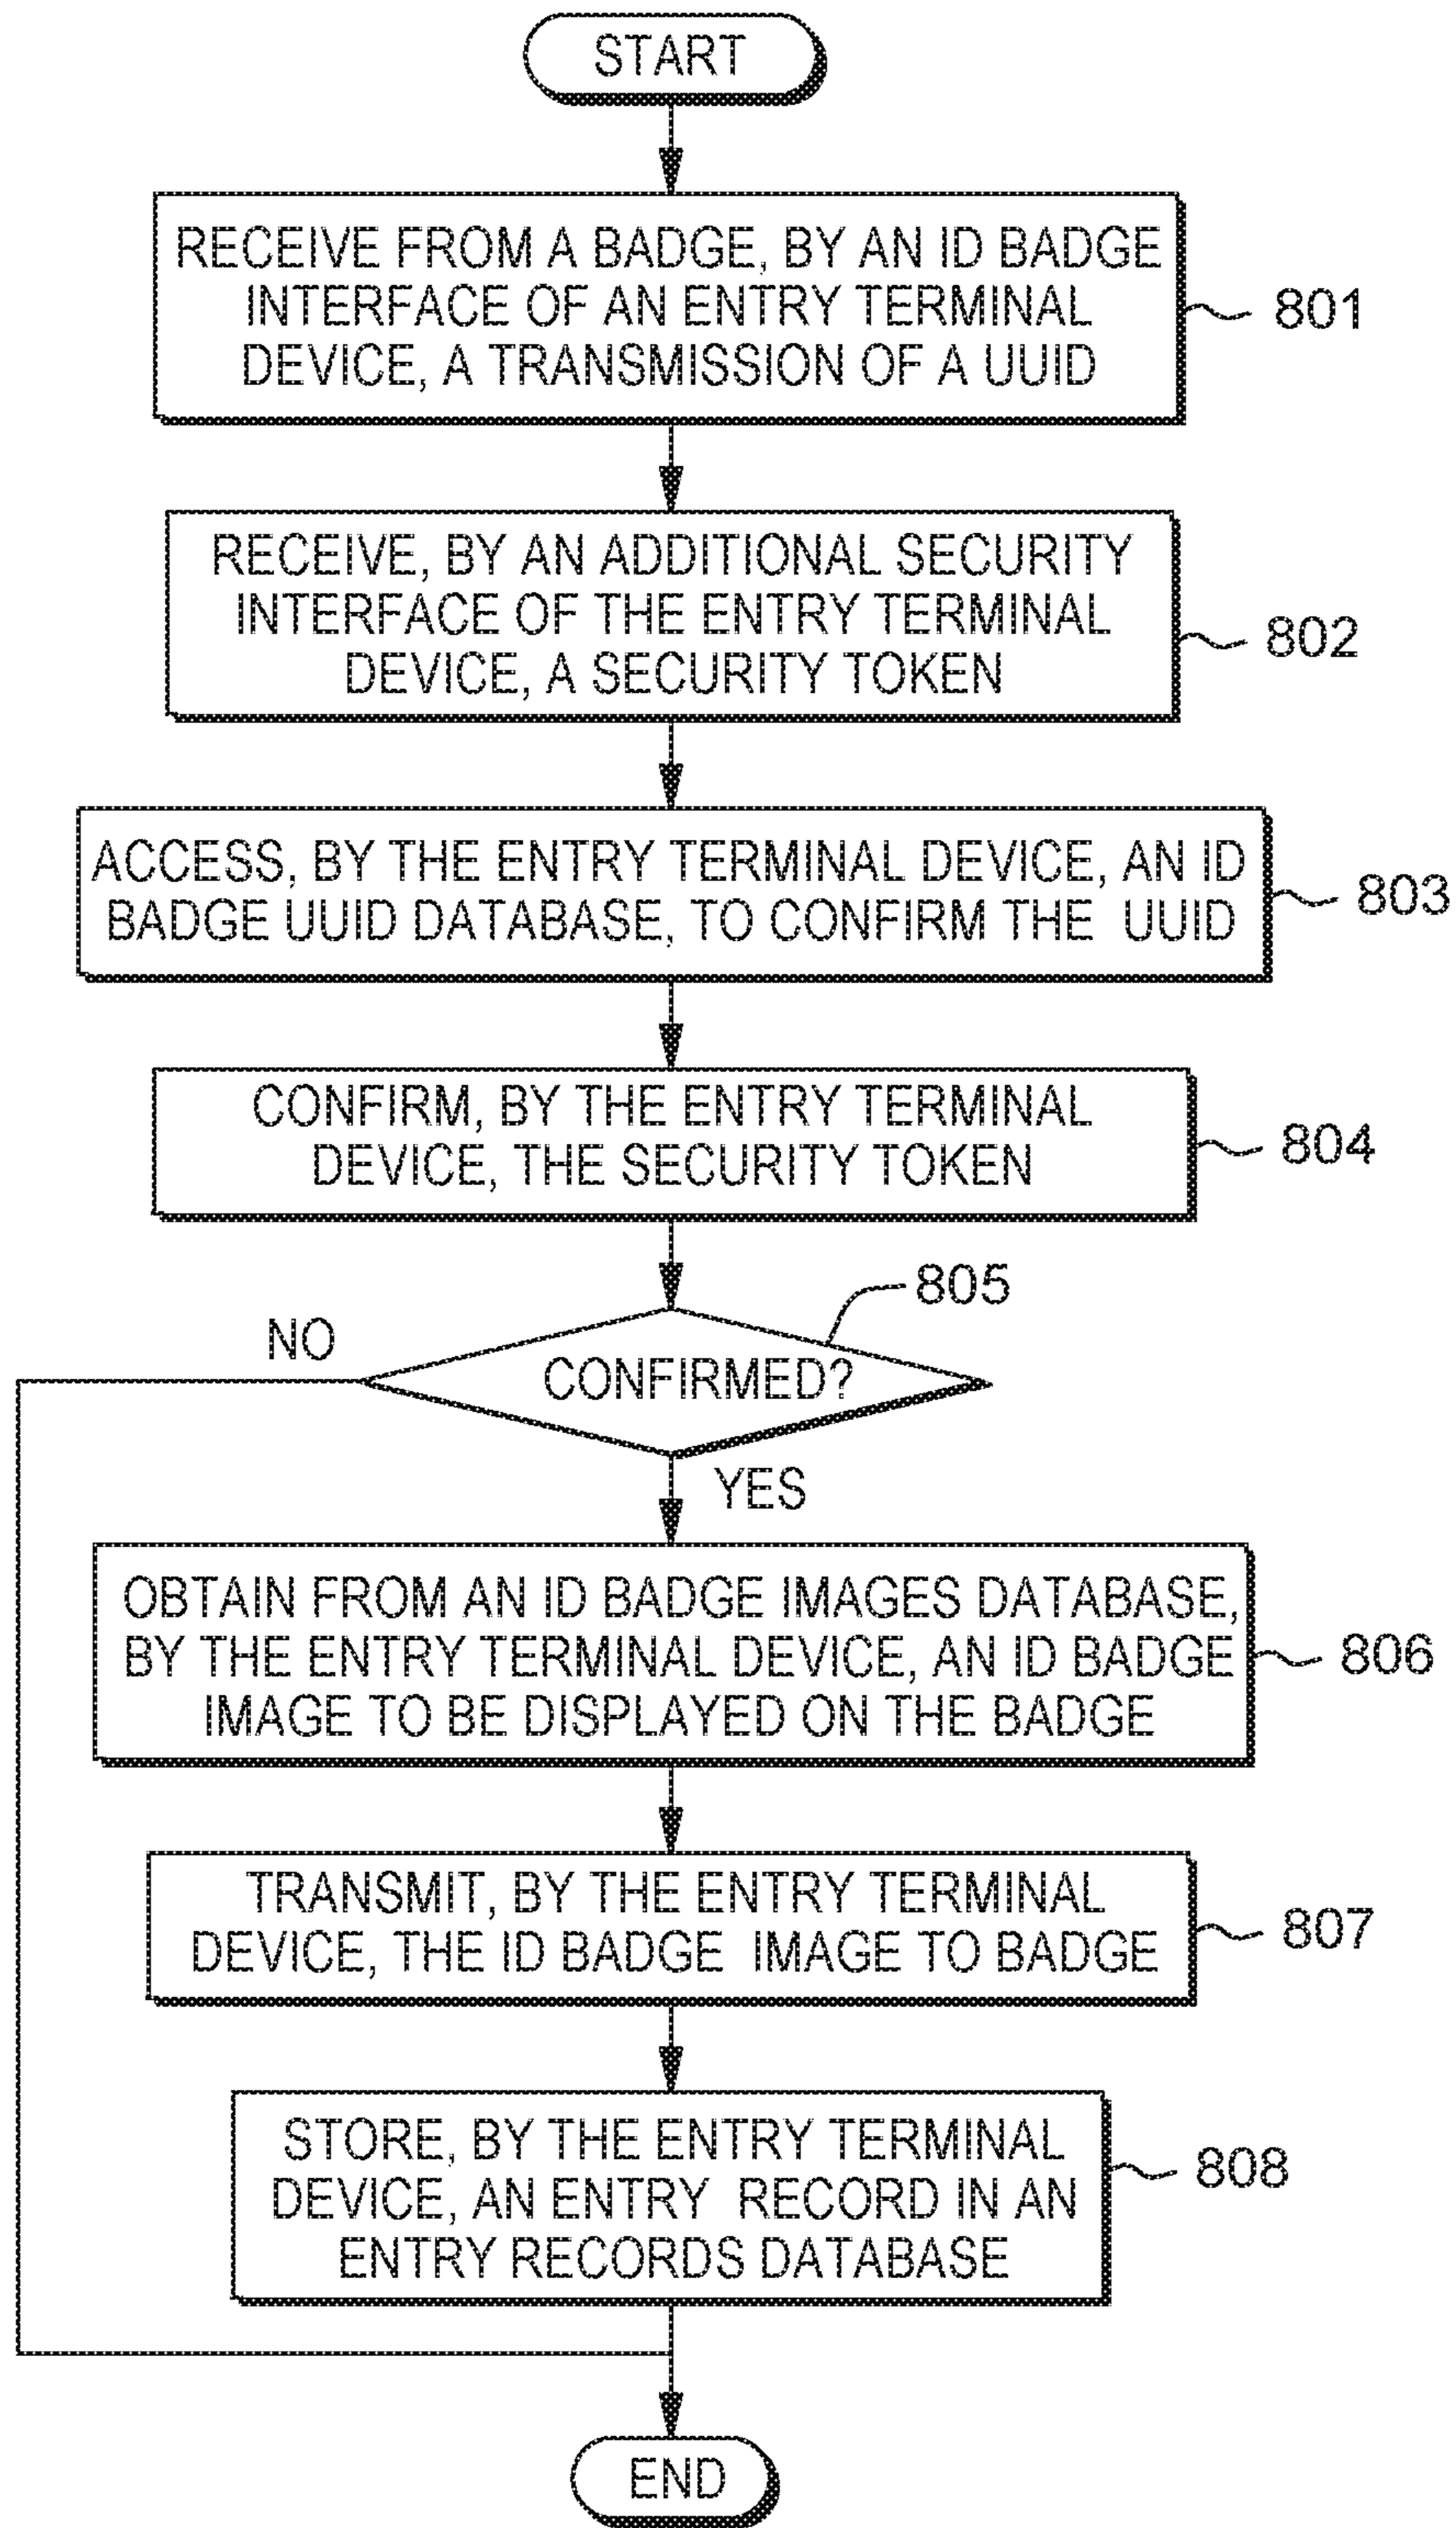 START
RECEIVE FROM A BADGE, BY AN ID BADGE
INTERFACE OF AN ENTRY TERMINAL
DEVICE, A TRANSMISSION OF A UUID
801
RECEIVE, BY AN ADDITIONAL SECURITY
INTERFACE OF THE ENTRY TERMINAL
DEVICE, A SECURITY TOKEN
802
ACCESS, BY THE ENTRY TERMINAL DEVICE, AN ID
BADGE UUID DATABASE, TO CONFIRM THE UUID
803
CONFIRM, BY THE ENTRY TERMINAL
DEVICE, THE SECURITY TOKEN
804
805
NO
CONFIRMED?
YES
OBTAIN FROM AN ID BADGE IMAGES DATABASE,
BY THE ENTRY TERMINAL DEVICE, AN ID BADGE
IMAGE TO BE DISPLAYED ON THE BADGE
806
TRANSMIT, BY THE ENTRY TERMINAL
DEVICE, THE ID BADGE IMAGE TO BADGE
807
STORE, BY THE ENTRY TERMINAL
DEVICE, AN ENTRY RECORD IN AN
ENTRY RECORDS DATABASE
808
END